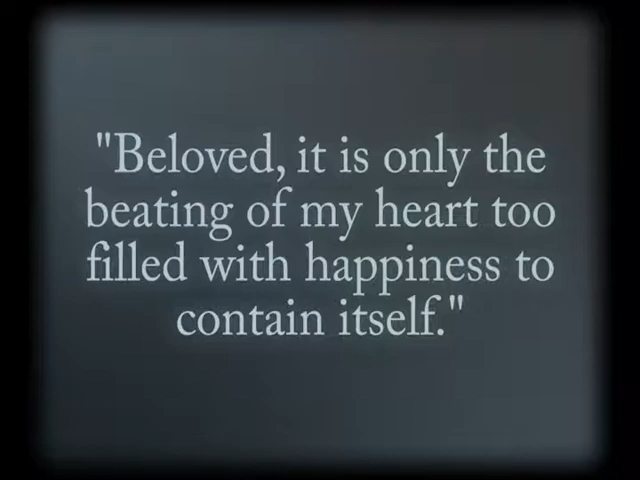 "Beloved, it is only the
beating of my heart too
filled with happiness to
contain itself."